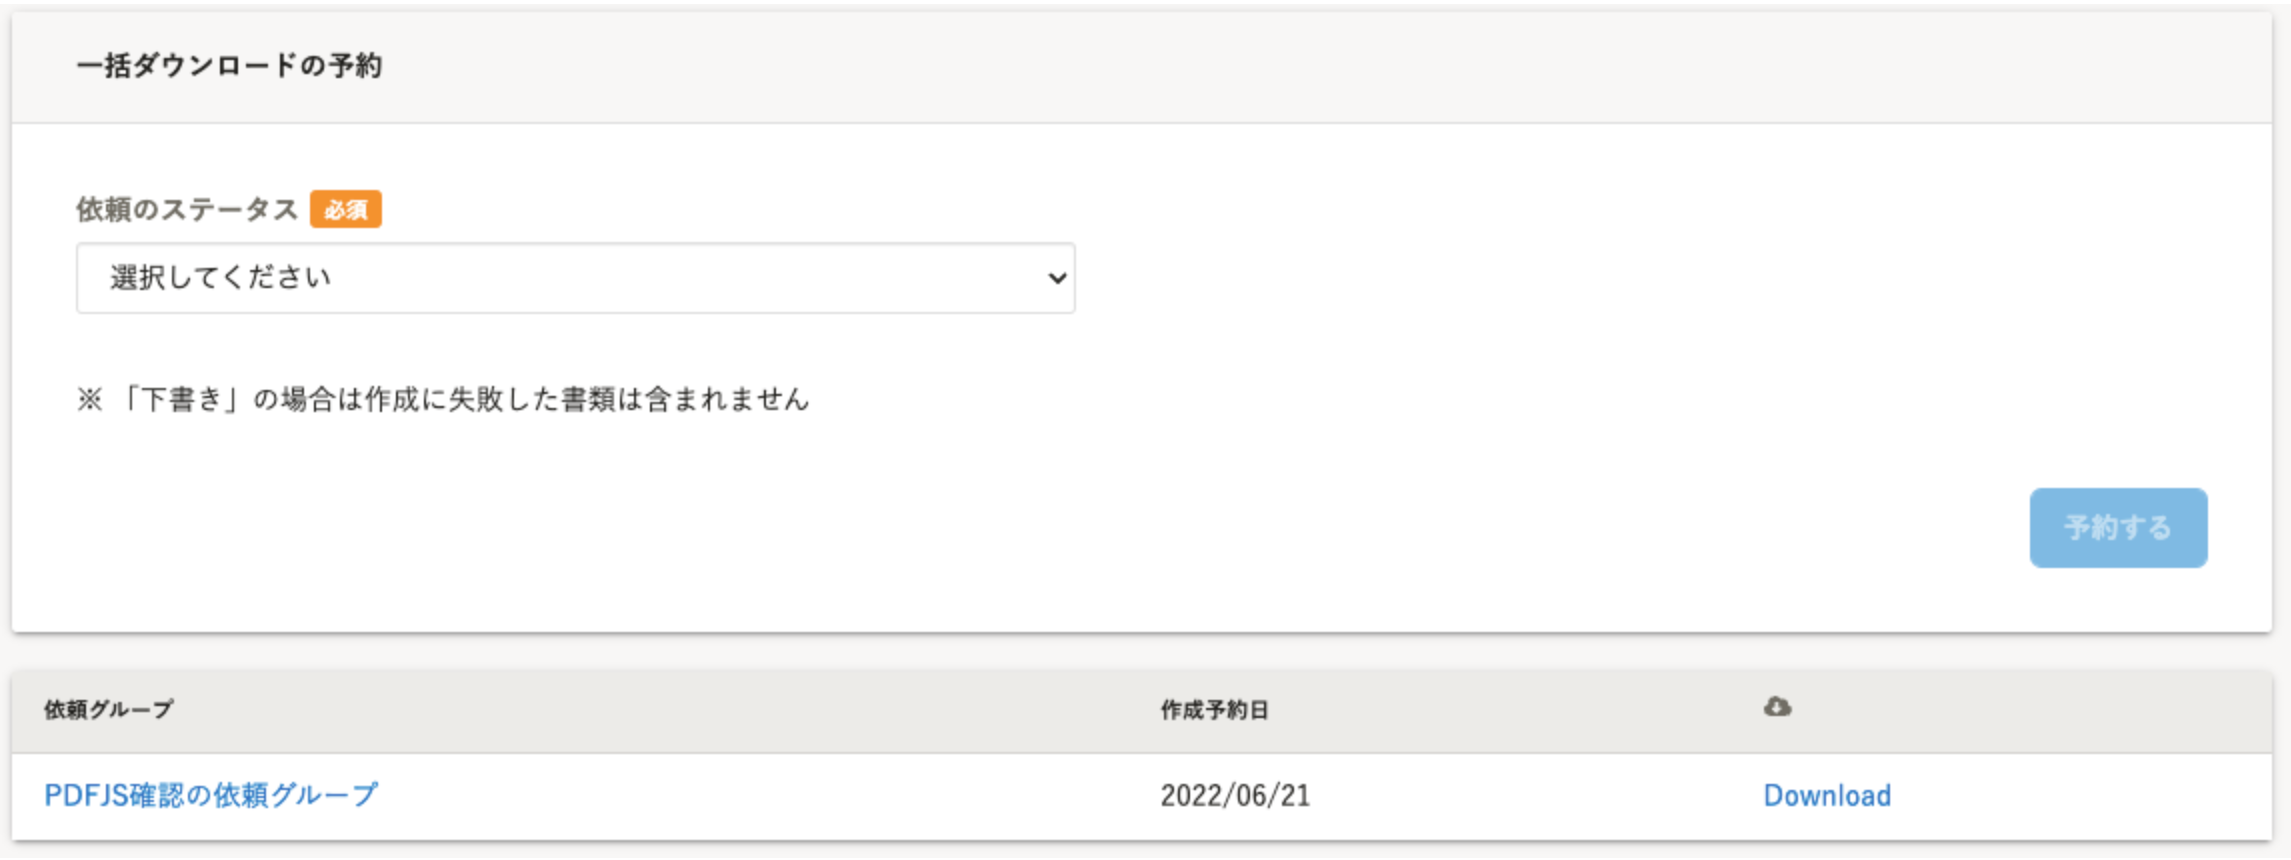 一括ダウンロードの予約
依頼のステータス 必須
選択してください
※ 「下書き」の場合は作成に失敗した書類は含まれません
予約する
依頼グループ 作成予約日
PDFJS確認の依頼グループ 2022/06/21 Download